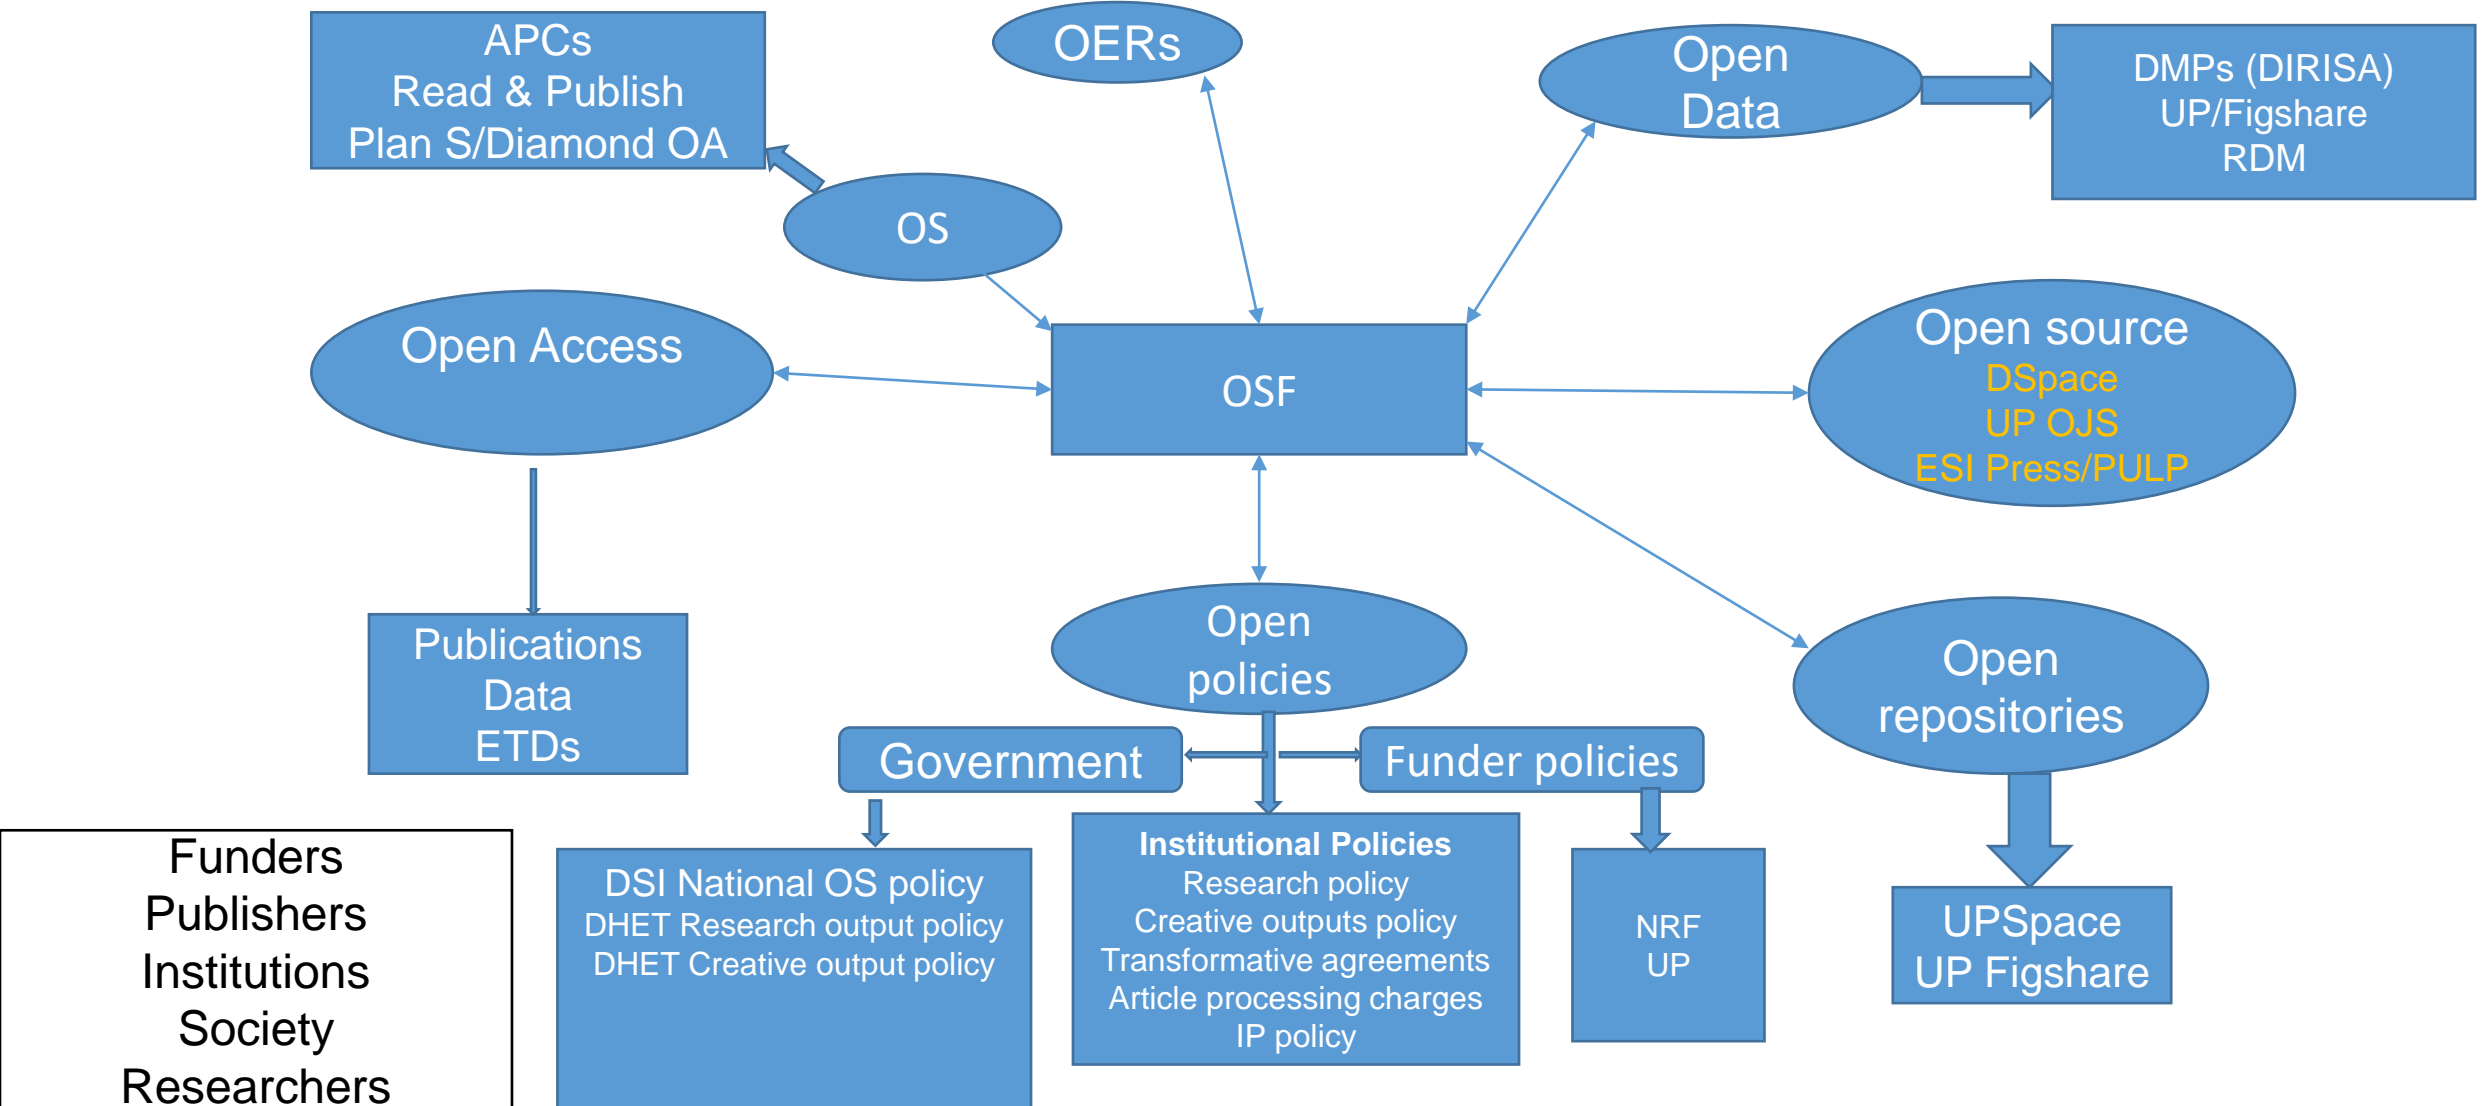 APCs
Read & Publish
Plan S/Diamond OA
OERs
Open
Data
DMPs (DIRISA)
UP/Figshare
RDM
OS
Open Access
OSF
Open source
DSpace
UP OJS
ESI Press/PULP
Publications
Data
ETDs
Open
policies
Open
repositories
Government
Funder policies
Funders
Publishers
Institutions
Society
Researchers
DSI National OS policy
DHET Research output policy
DHET Creative output policy
Institutional Policies
Research policy
Creative outputs policy
Transformative agreements
Article processing charges
IP policy
NRF
UP
UPSpace
UP Figshare